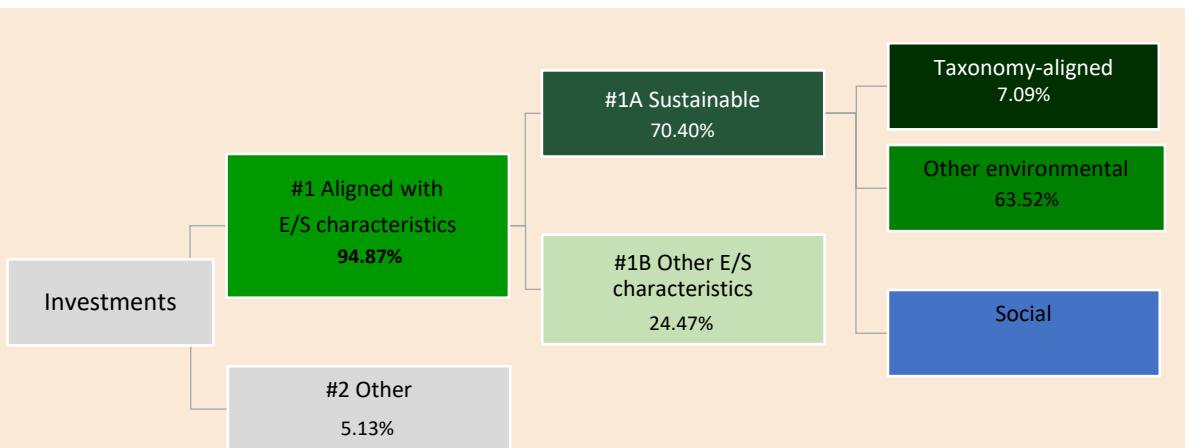 Investments
#1 Aligned with
E/S characteristics
94.87%
#2 Other
5.13%
#1A Sustainable
70.40%
#1B Other E/S
characteristics
24.47%
Taxonomy-aligned
7.09%
Other environmental
63.52%
Social